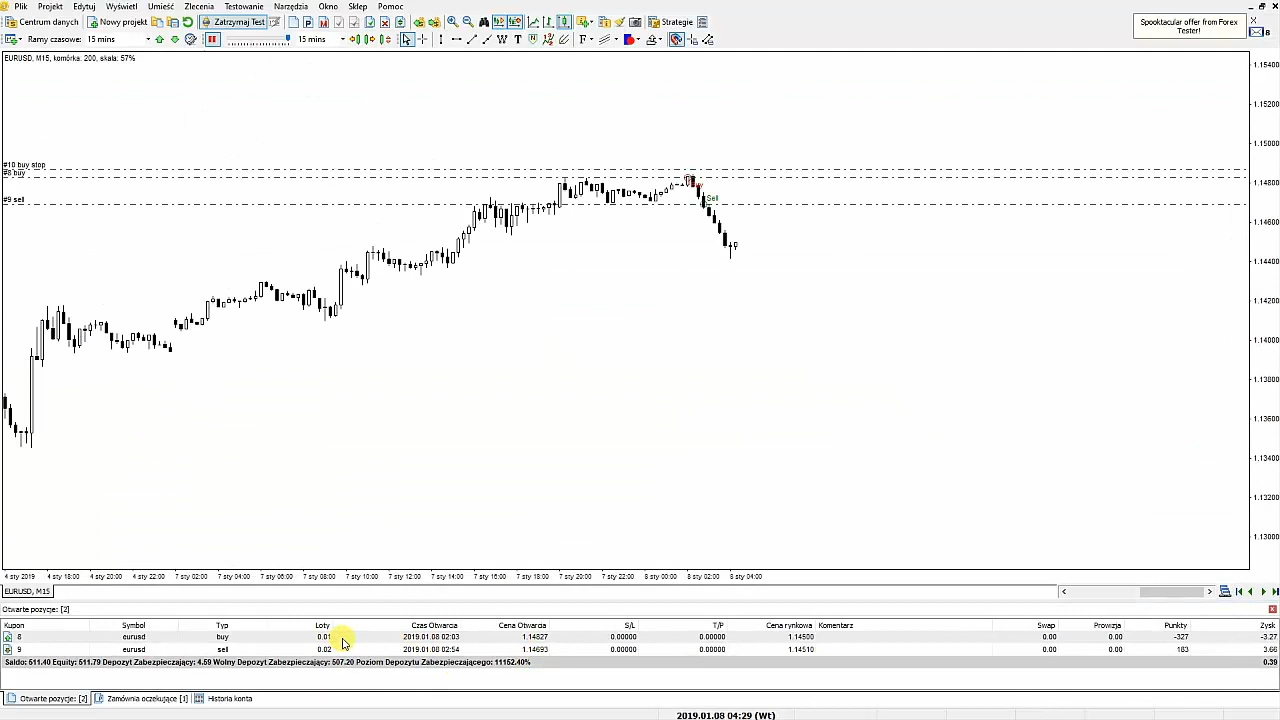 Plik Projekt Edytuj Wyświetl Umieść Zlecenia Testowanie Narzędzia Okno Sklep Pomoc
Centrum danych Nowy projekt Zatrzymaj Test Strategie
Ramy czasowe: 15 mins 15 mins
Spooktacular offer from Forex
Tester!
8
EURUSD, M15, komórka: 200, skala: 57%
1.15400
1.15200
1.15000
#10 buy stop
#8 buy
1.14800
#9 sell
Sell
1.14600
1.14400
1.14200
1.14000
1.13800
1.13600
1.13400
1.13200
1.13000
4 sty 2019 4 sty 18:00 4 sty 20:00 4 sty 22:00 7 sty 02:00 7 sty 04:00 7 sty 06:00 7 sty 08:00 7 sty 10:00 7 sty 12:00 7 sty 14:00 7 sty 16:00 7 sty 18:00 7 sty 20:00 7 sty 22:00 8 sty 00:00 8 sty 02:00 8 sty 04:00
EURUSD, M15
Otwarte pozycje: [2]
Kupon Symbol Typ Loty Czas Otwarcia Cena Otwarcia S/L T/P Cena rynkowa Komentarz Swap Prowizja Punkty Zysk
8 eurusd buy 0.01 2019.01.08 02:03 1.14827 0.00000 0.00000 1.14500 0.00 0.00 -327 -3.27
9 eurusd sell 0.02 2019.01.08 02:54 1.14693 0.00000 0.00000 1.14510 0.00 0.00 183 3.66
Saldo: 511.40 Equity: 511.79 Depozyt Zabezpieczający: 4.59 Wolny Depozyt Zabezpieczający: 507.20 Poziom Depozytu Zabezpieczającego: 11152.40% 0.39
Otwarte pozycje: [2] Zamównia oczekujące [1] Historia konta
2019.01.08 04:29 (Wt)